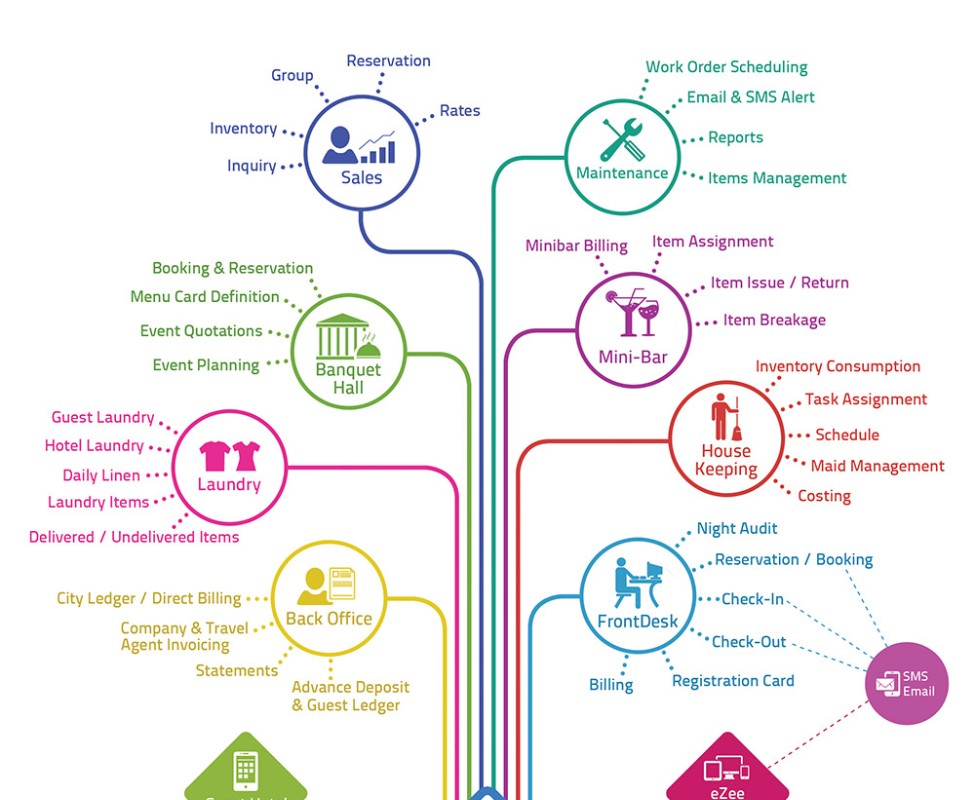 Reservation
Group
Rates
Inventory
Inquiry
Sales
Work Order Scheduling
Email & SMS Alert
Reports
Items Management
Maintenance
Booking & Reservation
Menu Card Definition
Event Quotations
Event Planning
Banquet
Hall
Minibar Billing
Item Assignment
Item Issue / Return
Item Breakage
Mini-Bar
Guest Laundry
Hotel Laundry
Daily Linen
Laundry Items
Delivered / Undelivered Items
Laundry
Inventory Consumption
Task Assignment
Schedule
Maid Management
Costing
House
Keeping
City Ledger / Direct Billing
Company & Travel
Agent Invoicing
Statements
Advance Deposit
& Guest Ledger
Back Office
Night Audit
Reservation / Booking
Check-In
Check-Out
Registration Card
Billing
FrontDesk
SMS
Email
eZee